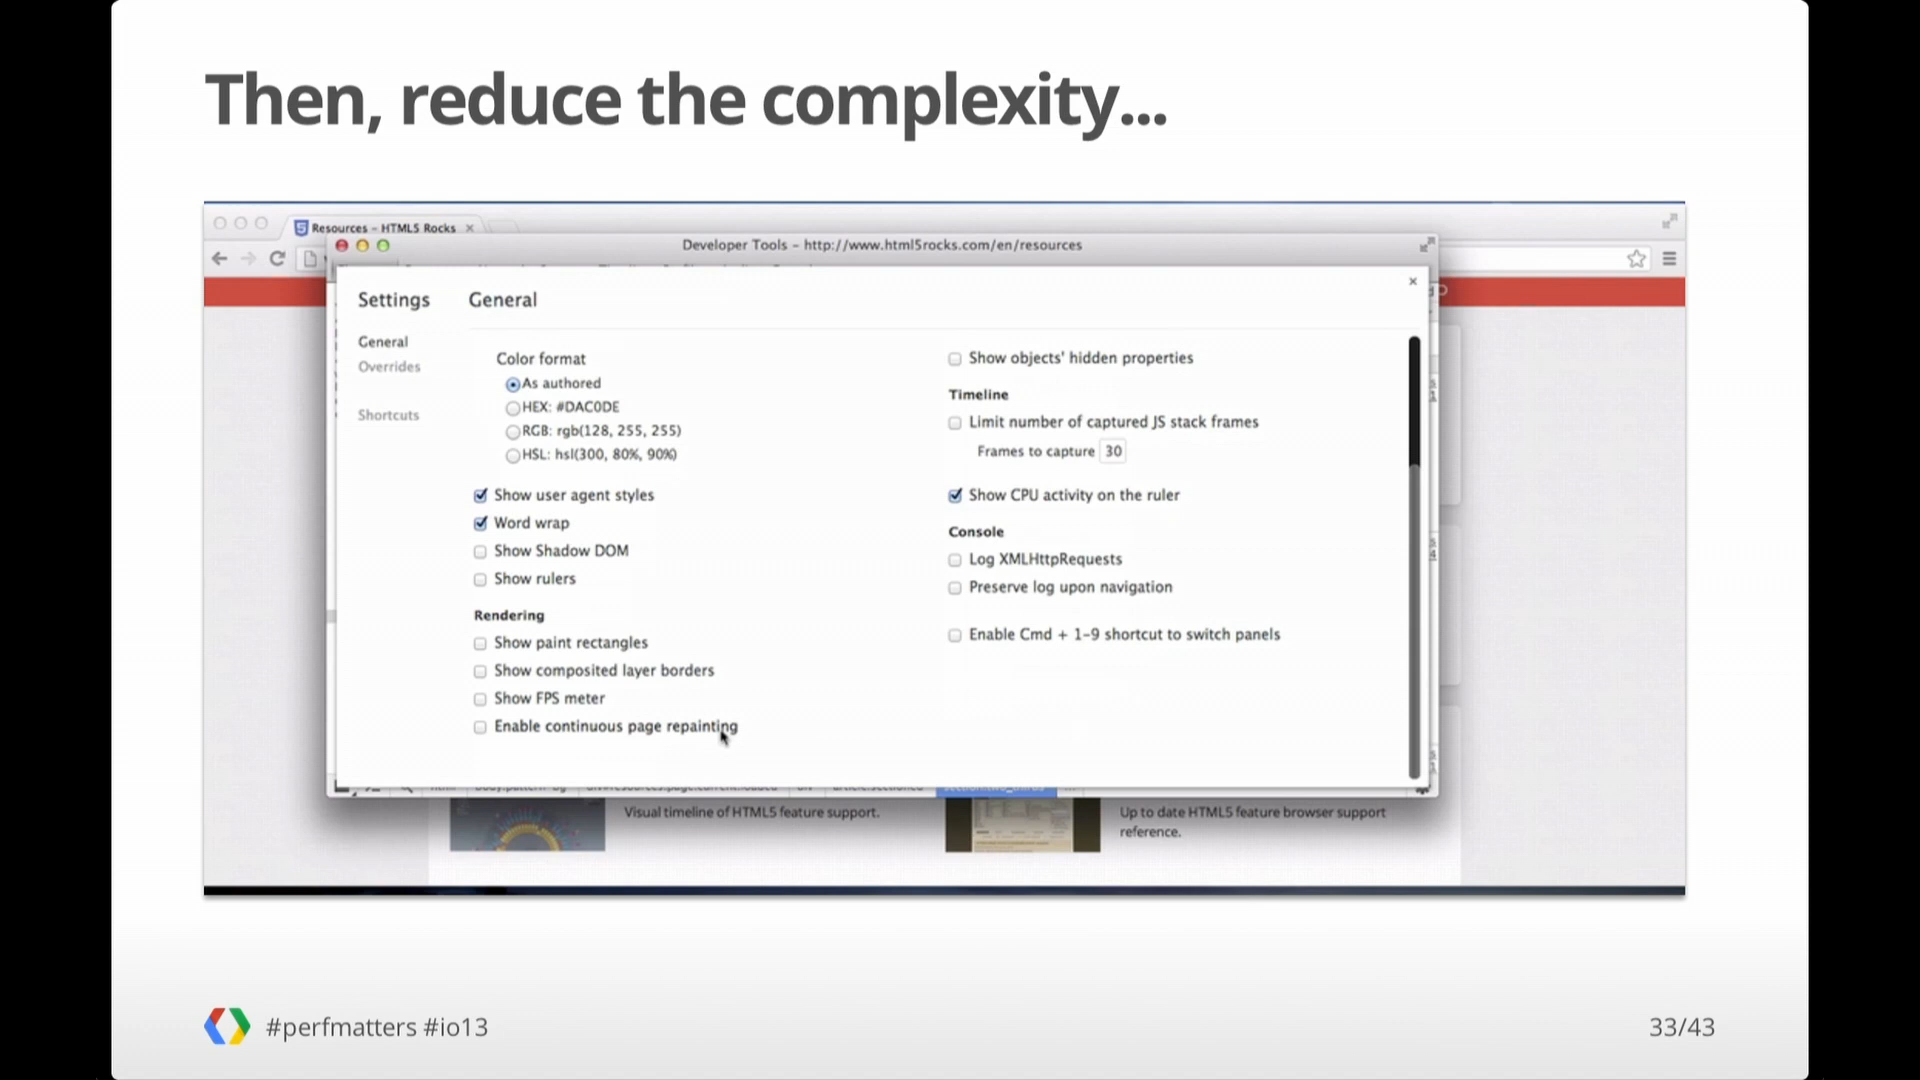 Then, reduce the complexity...
Resources - HTML5 Rocks
Developer Tools - http://www.html5rocks.com/en/resources
Settings
General
General
Overrides
Shortcuts
Color format
As authored
HEX: #DAC0DE
RGB: rgb(128, 255, 255)
HSL: hsl(300, 80%, 90%)
Show user agent styles
Word wrap
Show Shadow DOM
Show rulers
Rendering
Show paint rectangles
Show composited layer borders
Show FPS meter
Enable continuous page repainting
Show objects' hidden properties
Timeline
Limit number of captured JS stack frames
Frames to capture 30
Show CPU activity on the ruler
Console
Log XMLHttpRequests
Preserve log upon navigation
Enable Cmd + 1-9 shortcut to switch panels
Visual timeline of HTML5 feature support.
Up to date HTML5 feature browser support
reference.
#perfmatters #io13
33/43